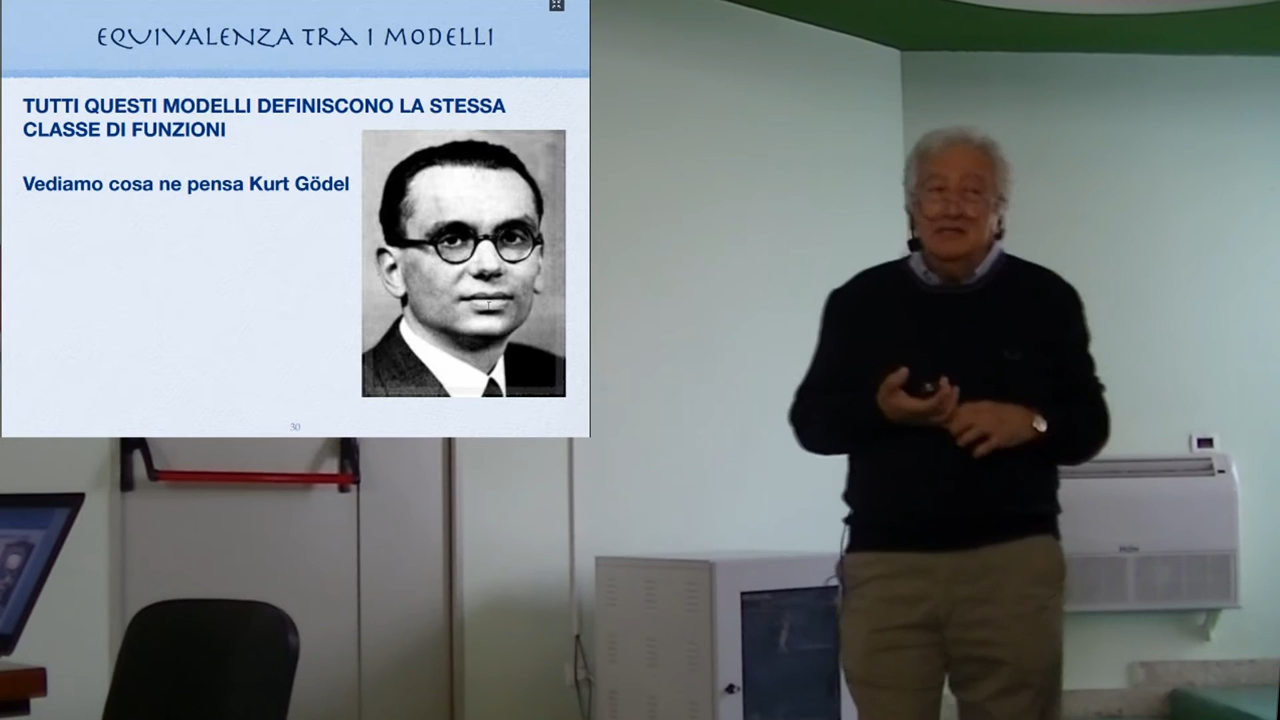 EQUIVALENZA TRA I MODELLI
TUTTI QUESTI MODELLI DEFINISCONO LA STESSA
CLASSE DI FUNZIONI
Vediamo cosa ne pensa Kurt Gödel
30